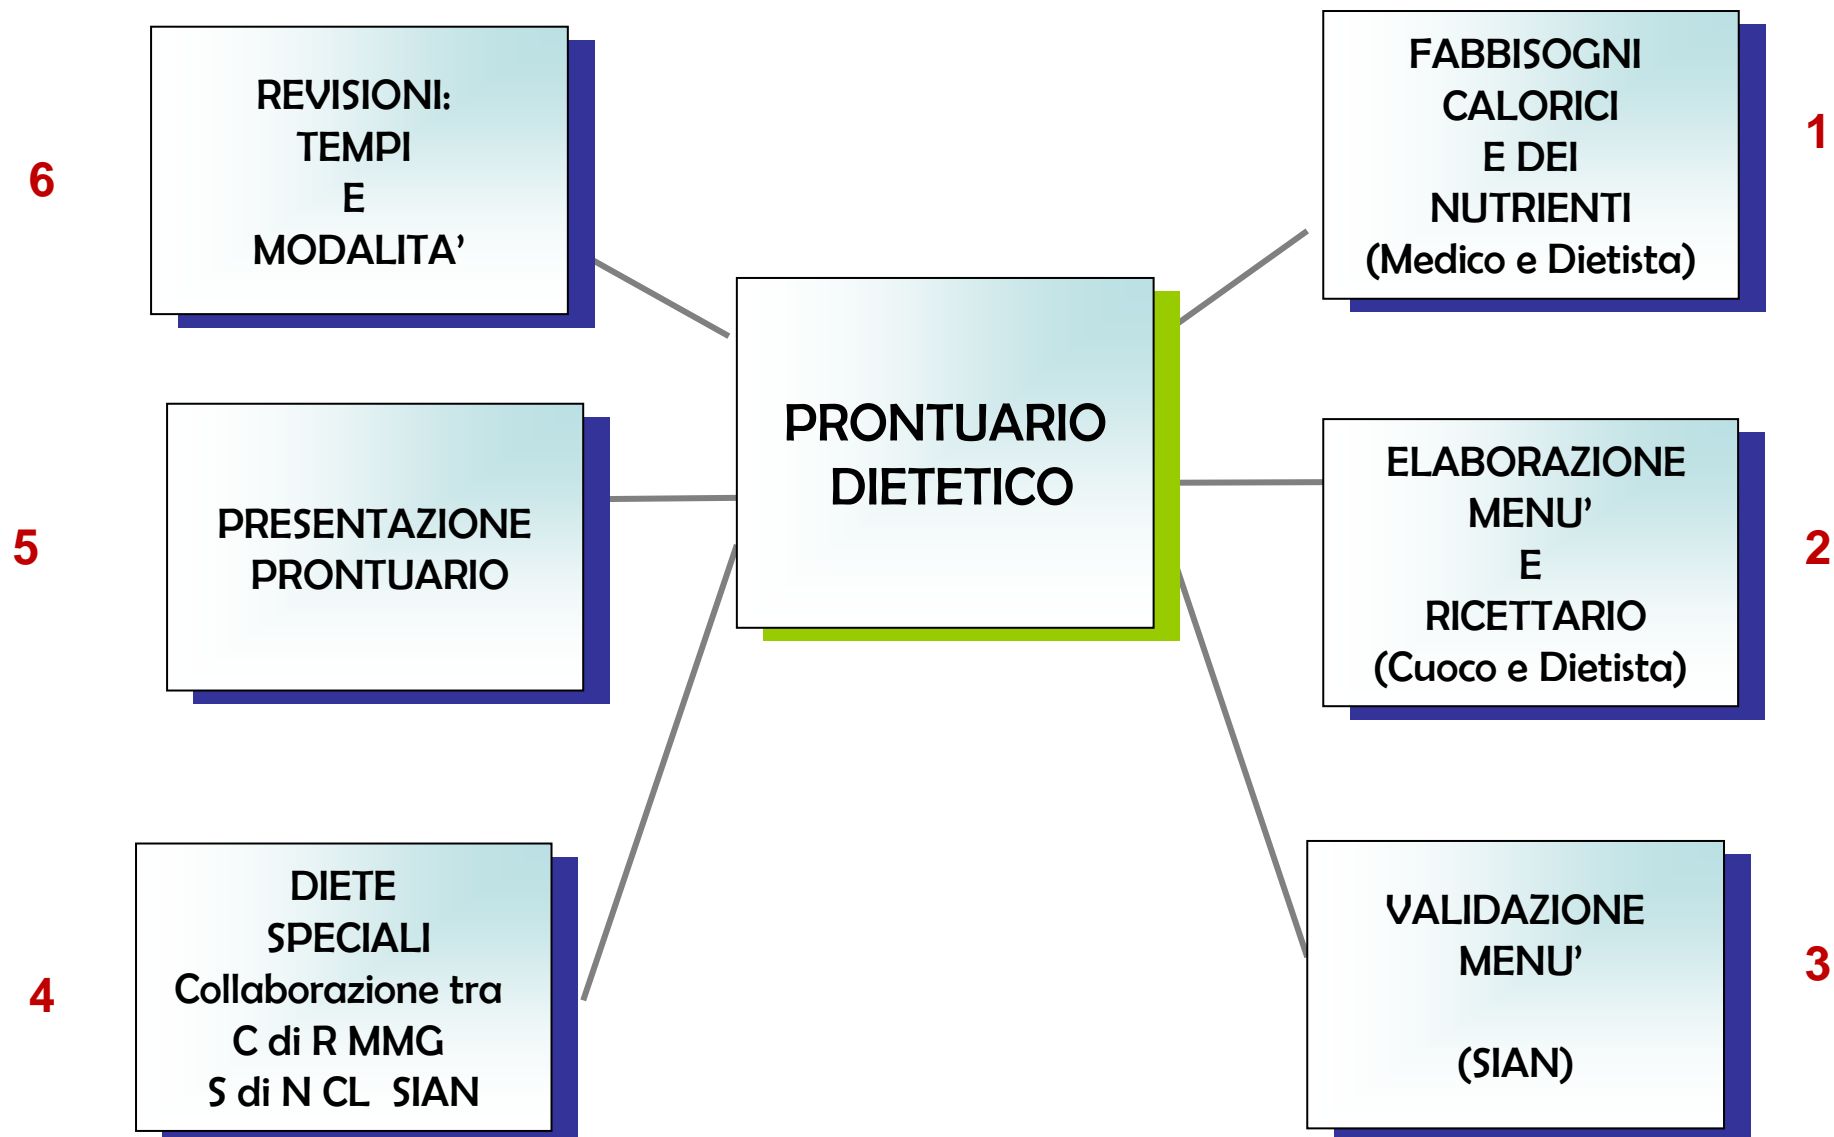 FABBISOGNI
CALORICI
E DEI
NUTRIENTI
(Medico e Dietista)
1
ELABORAZIONE
MENU’
E
RICETTARIO
(Cuoco e Dietista)
2
VALIDAZIONE
MENU’
(SIAN)
3
DIETE
SPECIALI
Collaborazione tra
C di R MMG
S di N CL SIAN
4
PRESENTAZIONE
PRONTUARIO
5
REVISIONI:
TEMPI
E
MODALITA’
6
PRONTUARIO
DIETETICO